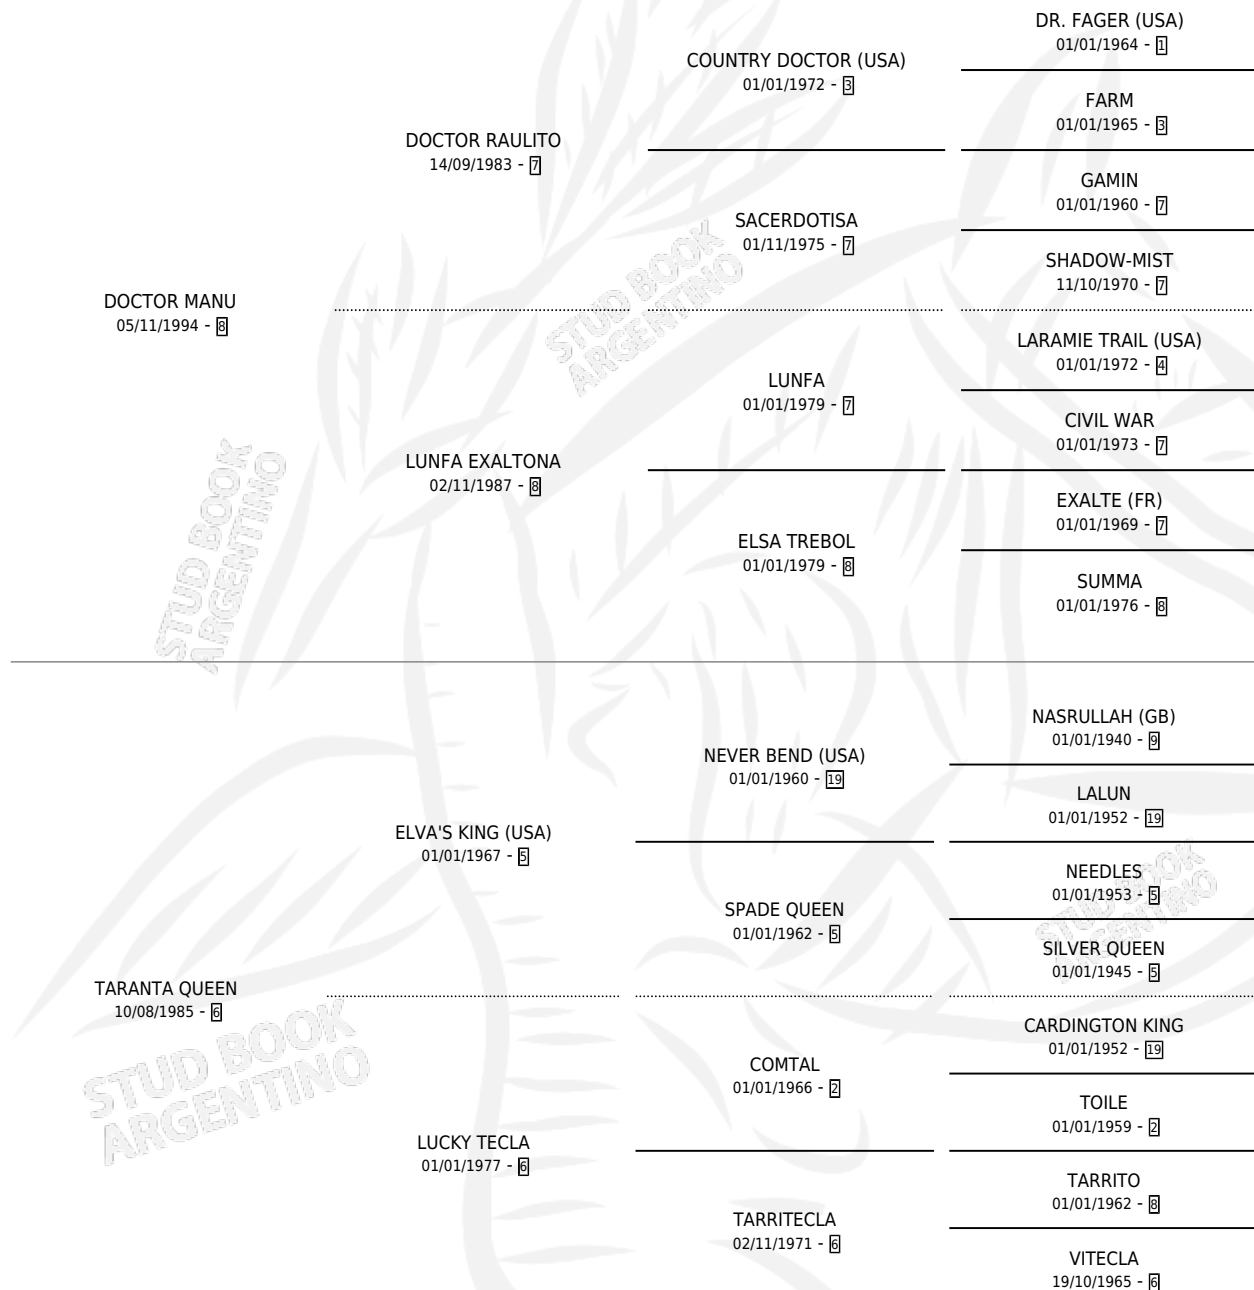 DR. FAGER (USA)
01/01/1964 - 1
COUNTRY DOCTOR (USA)
01/01/1972 - 3
FARM
01/01/1965 - 3
DOCTOR RAULITO
14/09/1983 - 7
GAMIN
01/01/1960 - 7
SACERDOTISA
01/11/1975 - 7
SHADOW-MIST
11/10/1970 - 7
DOCTOR MANU
05/11/1994 - 8
LARAMIE TRAIL (USA)
01/01/1972 - 4
LUNFA
01/01/1979 - 7
CIVIL WAR
01/01/1973 - 7
LUNFA EXALTONA
02/11/1987 - 8
EXALTE (FR)
01/01/1969 - 7
ELSA TREBOL
01/01/1979 - 8
SUMMA
01/01/1976 - 8
NASRULLAH (GB)
01/01/1940 - 9
NEVER BEND (USA)
01/01/1960 - 19
LALUN
01/01/1952 - 19
ELVA'S KING (USA)
01/01/1967 - 5
NEEDLES
01/01/1953 - 5
SPADE QUEEN
01/01/1962 - 5
SILVER QUEEN
01/01/1945 - 5
TARANTA QUEEN
10/08/1985 - 6
CARDINGTON KING
01/01/1952 - 19
COMTAL
01/01/1966 - 2
TOILE
01/01/1959 - 2
LUCKY TECLA
01/01/1977 - 6
TARRITO
01/01/1962 - 8
TARRITECLA
02/11/1971 - 6
VITECLA
19/10/1965 - 6
STUD BOOK
ARGENTINO
STUD BOOK
ARGENTINO
STUD BOOK
ARGENTINO
STUD BOOK
ARGENTINO